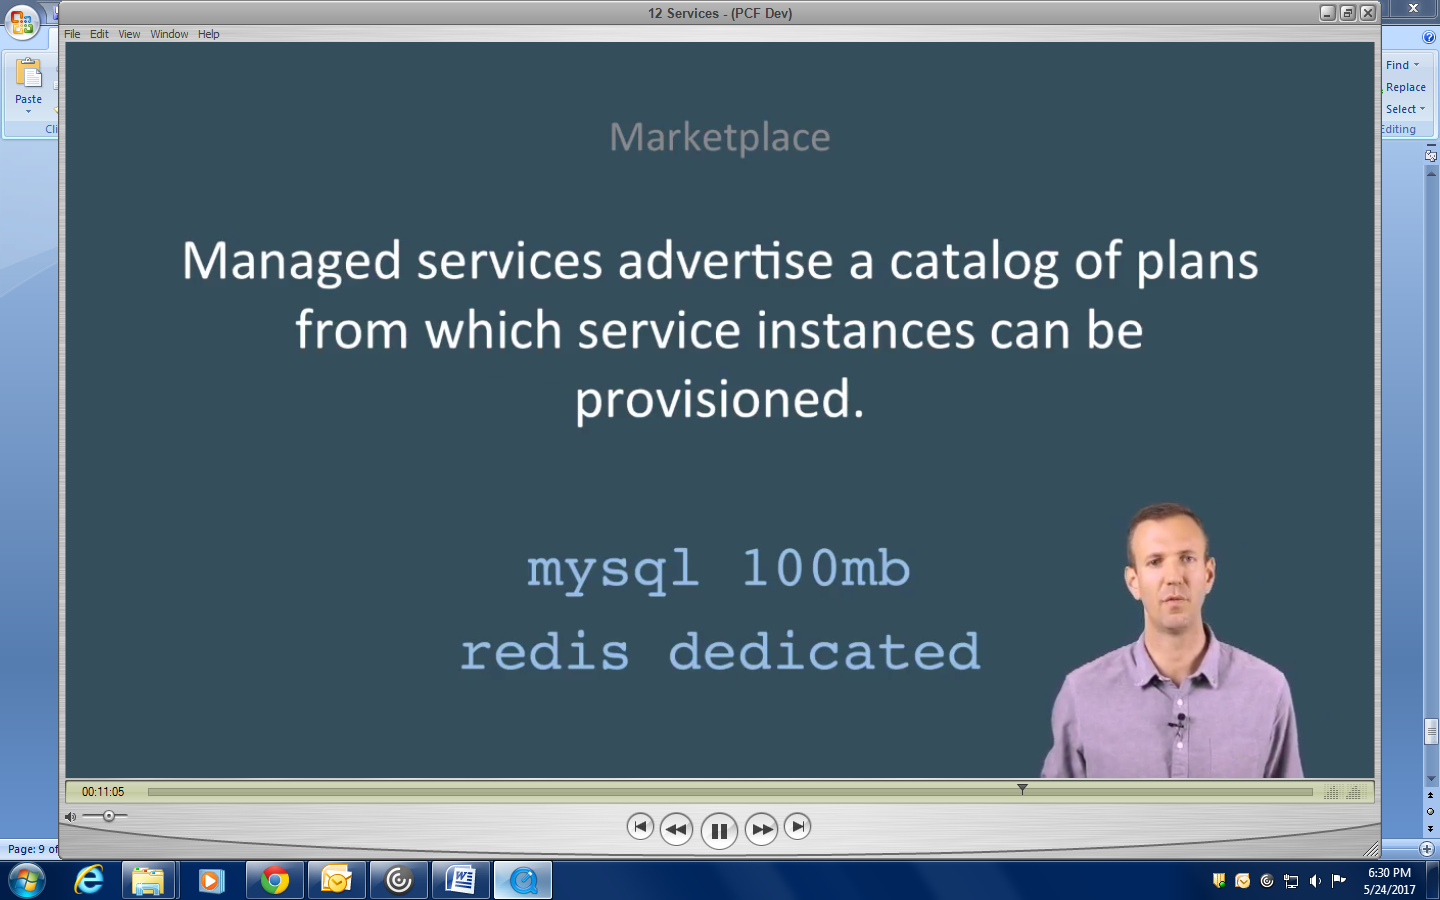 12 Services - (PCF Dev)
File Edit View Window Help
Paste
Cli
Find
Replace
Select
Editing
Marketplace
Managed services advertise a catalog of plans
from which service instances can be
provisioned.
mysql 100mb
redis dedicated
00:11:05
Page: 9 of
6:30 PM
5/24/2017